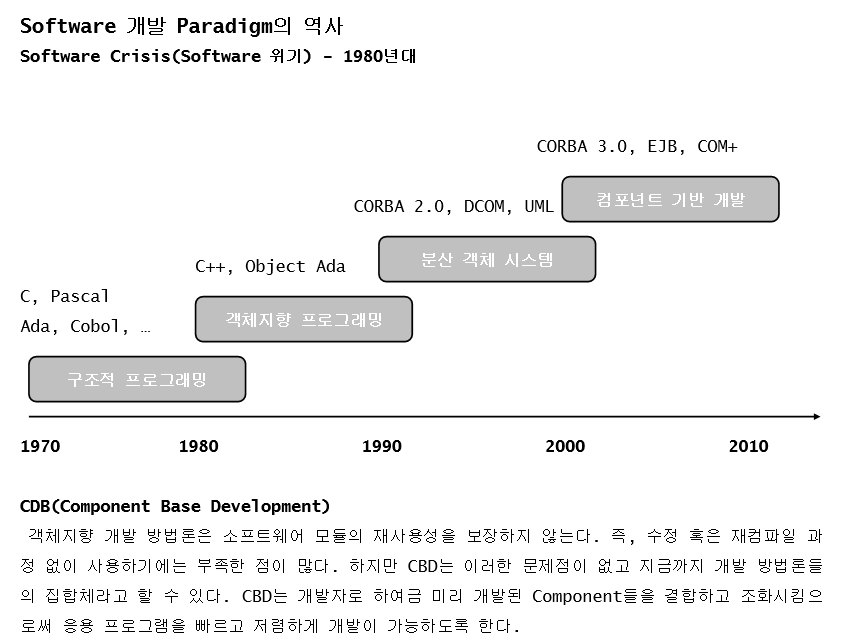 Software 개발 Paradigm의 역사
Software Crisis(Software 위기) - 1980년대
CORBA 3.0, EJB, COM+
컴포넌트 기반 개발
CORBA 2.0, DCOM, UML
분산 객체 시스템
C++, Object Ada
객체지향 프로그래밍
C, Pascal
Ada, Cobol, …
구조적 프로그래밍
1970 1980 1990 2000 2010
CDB(Component Base Development)
객체지향 개발 방법론은 소프트웨어 모듈의 재사용성을 보장하지 않는다. 즉, 수정 혹은 재컴파일 과
정 없이 사용하기에는 부족한 점이 많다. 하지만 CBD는 이러한 문제점이 없고 지금까지 개발 방법론들
의 집합체라고 할 수 있다. CBD는 개발자로 하여금 미리 개발된 Component들을 결합하고 조화시킴으
로써 응용 프로그램을 빠르고 저렴하게 개발이 가능하도록 한다.